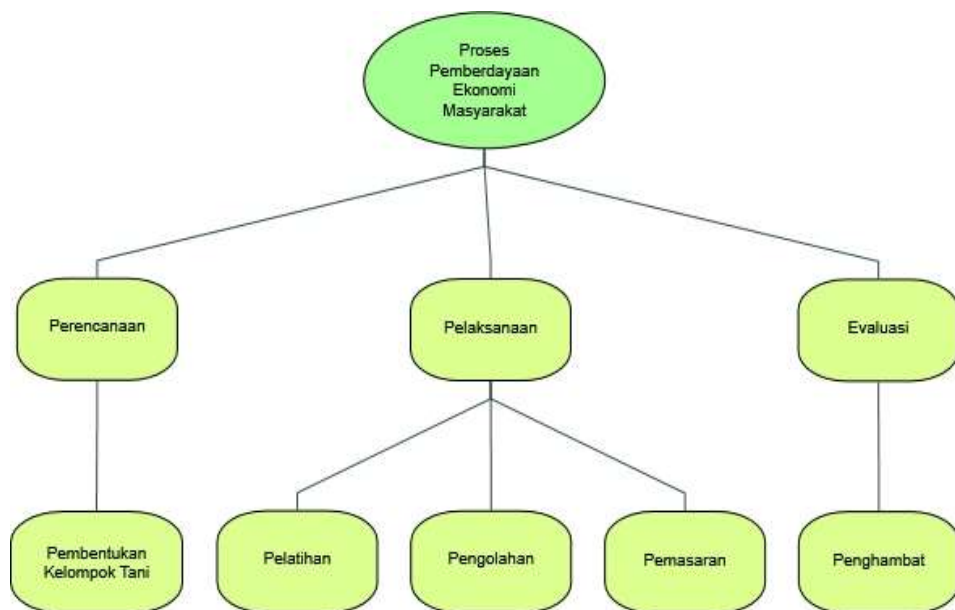 Proses
Pemberdayaan
Ekonomi
Masyarakat
Perencanaan
Pelaksanaan
Evaluasi
Pembentukan
Kelompok Tani
Pelatihan
Pengolahan
Pemasaran
Penghambat